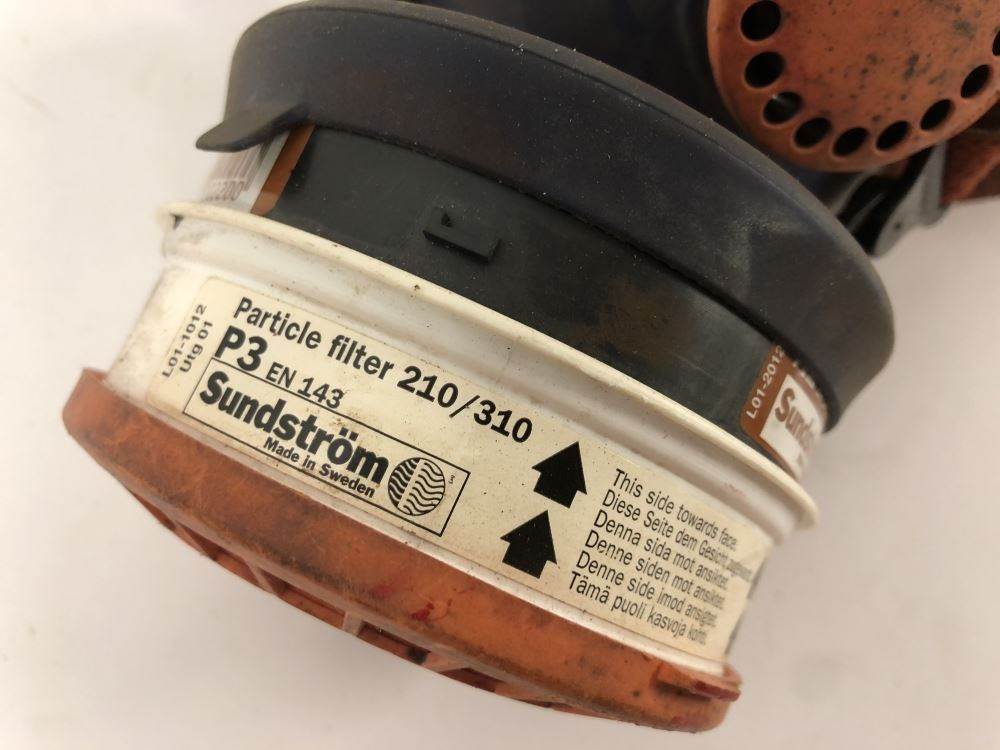 200
L01-1012
Utg 01
Particle filter 210/310
P3 EN 143
Sundström
Made in Sweden
This side towards face.
Diese Seite dem Gesicht
Denna sida mot ansiktet.
Denne siden mot ansiktet.
Denne side imod ansigtet.
Tämä puoli kasvoja kohti.
L01-2012